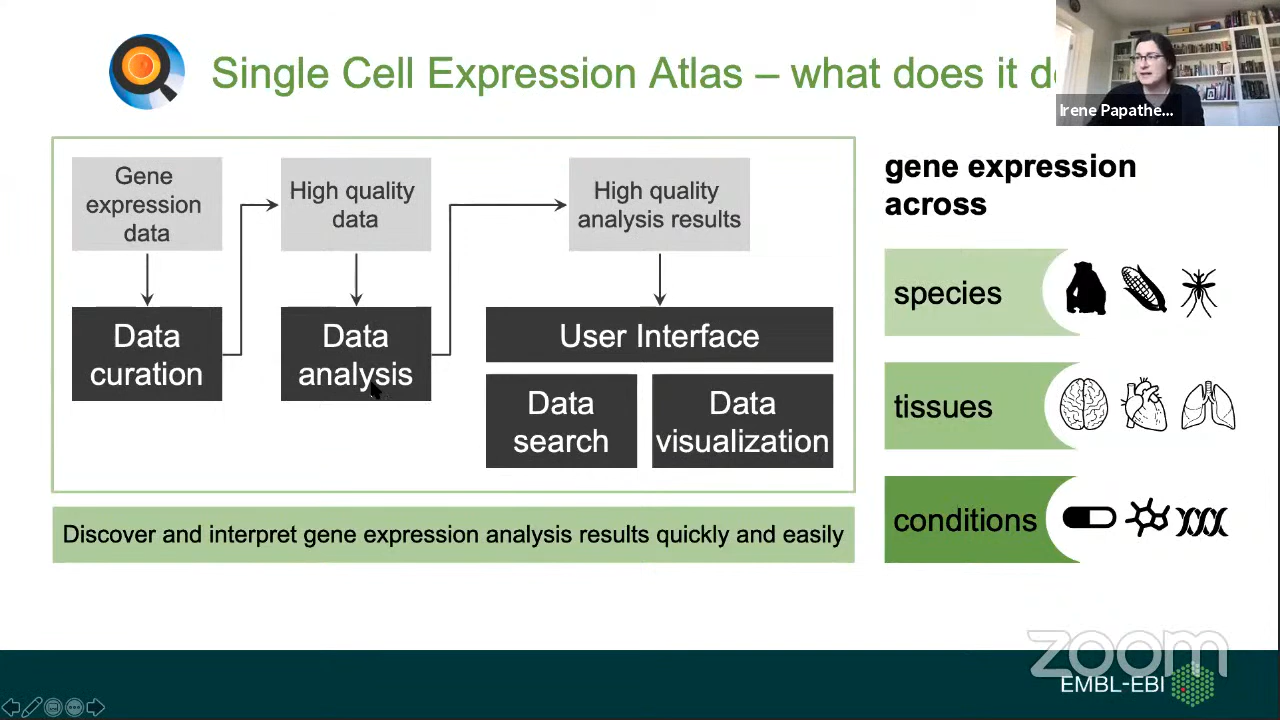 Single Cell Expression Atlas – what does it do
Irene Papathe...
Gene
expression
data
High quality
data
High quality
analysis results
Data
curation
Data
analysis
User Interface
Data
search
Data
visualization
Discover and interpret gene expression analysis results quickly and easily
gene expression
across
species
tissues
conditions
zoom
EMBL-EBI